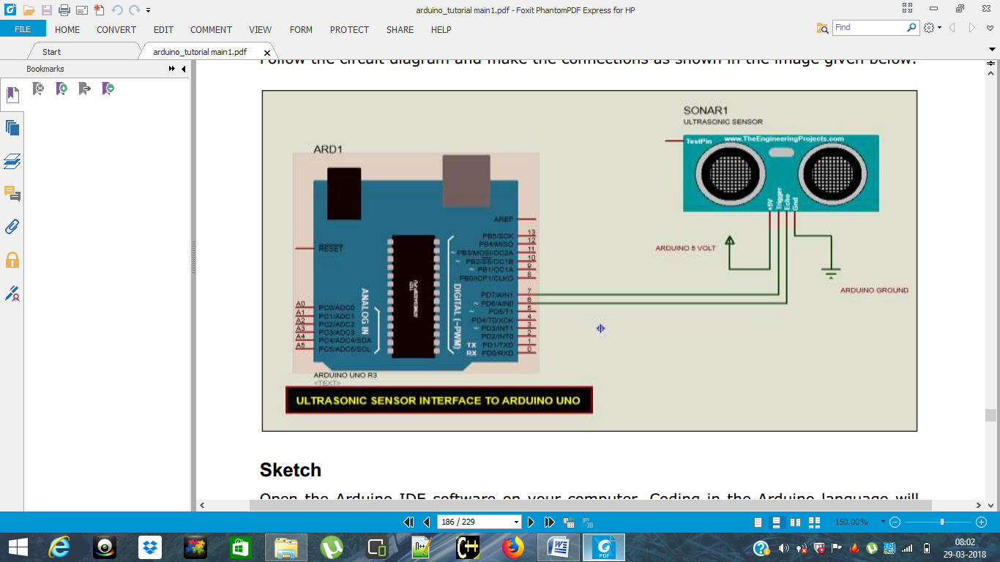 arduino_tutorial main1.pdf - Foxit PhantomPDF Express for HP
FILE HOME CONVERT EDIT COMMENT VIEW FORM PROTECT SHARE HELP
Find
Start
arduino_tutorial main1.pdf
Bookmarks
Follow the circuit diagram and make the connections as shown in the image given below.
SONAR1
ULTRASONIC SENSOR
TestPin
www.TheEngineeringProjects.com
+5V
Trigger
Echo
Gnd
ARDUINO 5 VOLT
ARDUINO GROUND
ARD1
AREF
RESET
PB5/SCK 13
PB4/MISO 12
~ PB3/MOSI/OC2A 11
~ PB2/SS/OC1B 10
~ PB1/OC1A 9
PB0/ICP1/CLKO 8
PD7/AIN1 7
~ PD6/AIN0 6
~ PD5/T1 5
PD4/T0/XCK 4
~ PD3/INT1 3
PD2/INT0 2
TX PD1/TXD 1
RX PD0/RXD 0
DIGITAL (~PWM)
ANALOG IN
A0 PC0/ADC0
A1 PC1/ADC1
A2 PC2/ADC2
A3 PC3/ADC3
A4 PC4/ADC4/SDA
A5 PC5/ADC5/SCL
ARDUINO UNO R3
<TEXT>
ULTRASONIC SENSOR INTERFACE TO ARDUINO UNO
Sketch
Open the Arduino IDE software on your computer. Coding in the Arduino language will
186 / 229
150.00%
PDF
08:02
29-03-2018